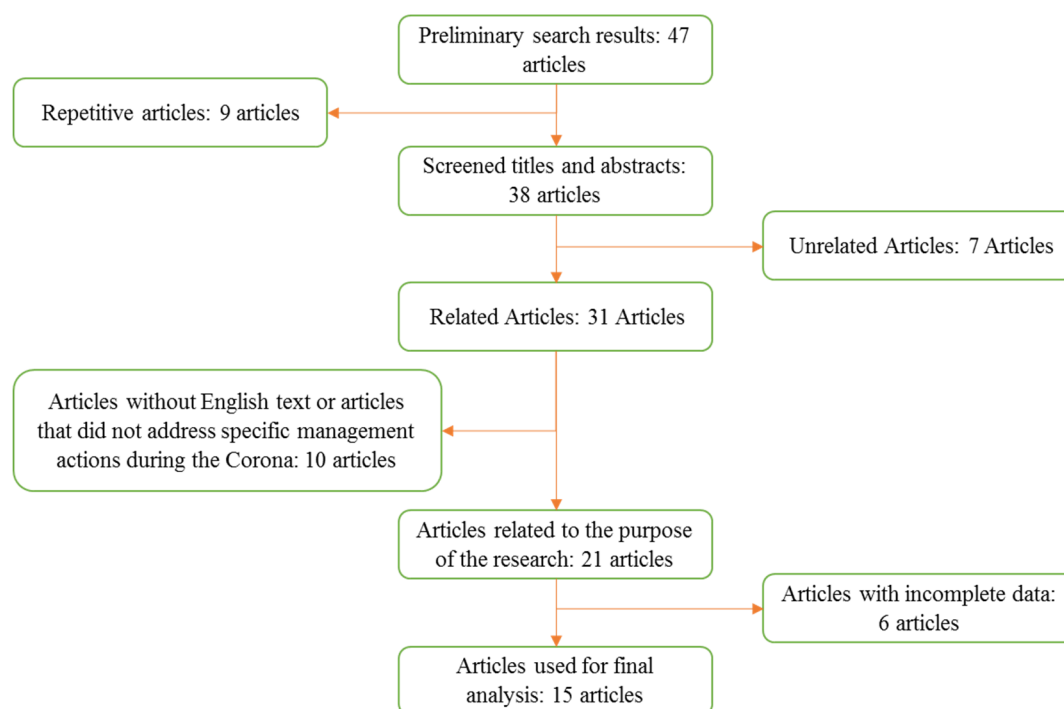 Preliminary search results: 47
articles
Repetitive articles: 9 articles
Screened titles and abstracts:
38 articles
Unrelated Articles: 7 Articles
Related Articles: 31 Articles
Articles without English text or articles
that did not address specific management
actions during the Corona: 10 articles
Articles related to the purpose
of the research: 21 articles
Articles with incomplete data:
6 articles
Articles used for final
analysis: 15 articles